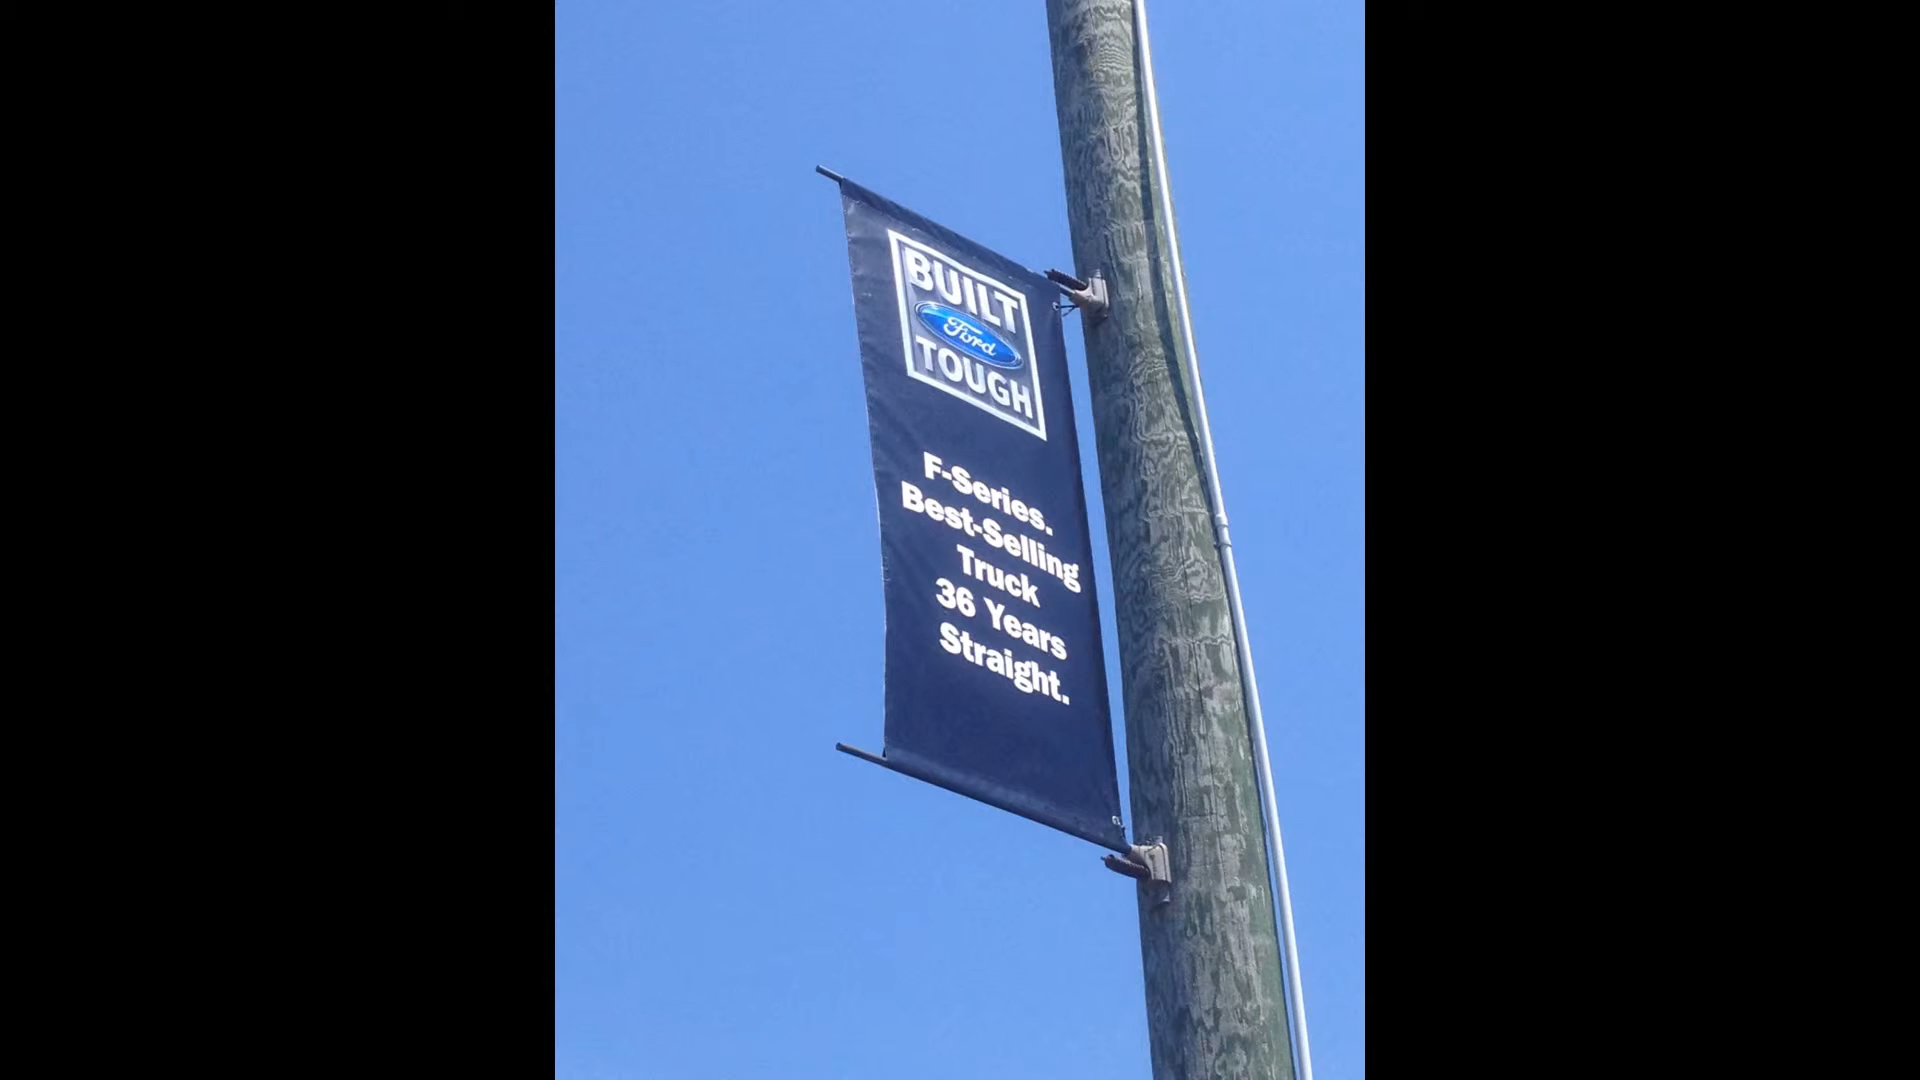 BUILT
Ford
TOUGH
F-Series.
Best-Selling
Truck
36 Years
Straight.